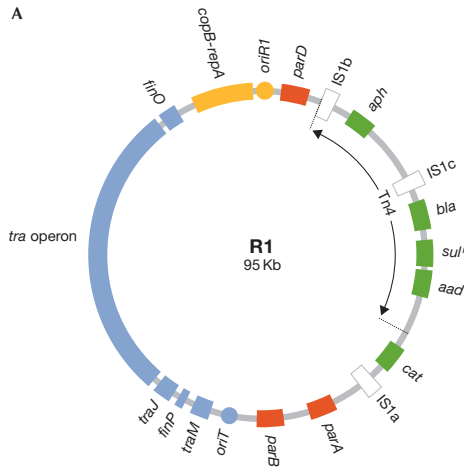 A
copB-repA
oriR1
parD
IS1b
aph
IS1c
bla
sulʳ
aad
cat
IS1a
parA
parB
oriT
traM
finP
traJ
tra operon
finO
Tn4
R1
95 Kb